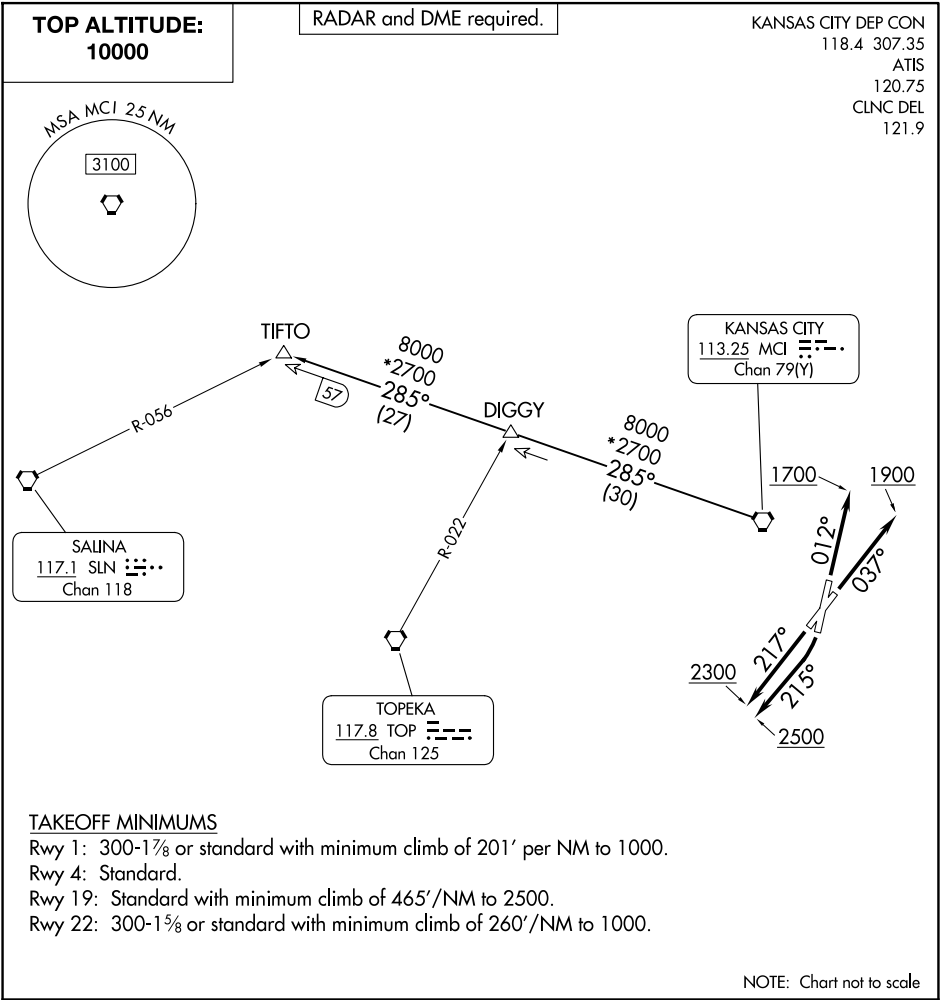 TOP ALTITUDE:
10000
RADAR and DME required.
KANSAS CITY DEP CON
118.4 307.35
ATIS
120.75
CLNC DEL
121.9
MSA MCI 25 NM
3100
TIFTO
8000
*2700
285°
(27)
57
R-056
DIGGY
8000
*2700
285°
(30)
KANSAS CITY
113.25 MCI
Chan 79(Y)
SALINA
117.1 SLN
Chan 118
R-022
TOPEKA
117.8 TOP
Chan 125
1700
1900
012°
037°
217°
215°
2300
2500
TAKEOFF MINIMUMS
Rwy 1: 300-1⅞ or standard with minimum climb of 201' per NM to 1000.
Rwy 4: Standard.
Rwy 19: Standard with minimum climb of 465'/NM to 2500.
Rwy 22: 300-1⅝ or standard with minimum climb of 260'/NM to 1000.
NOTE: Chart not to scale